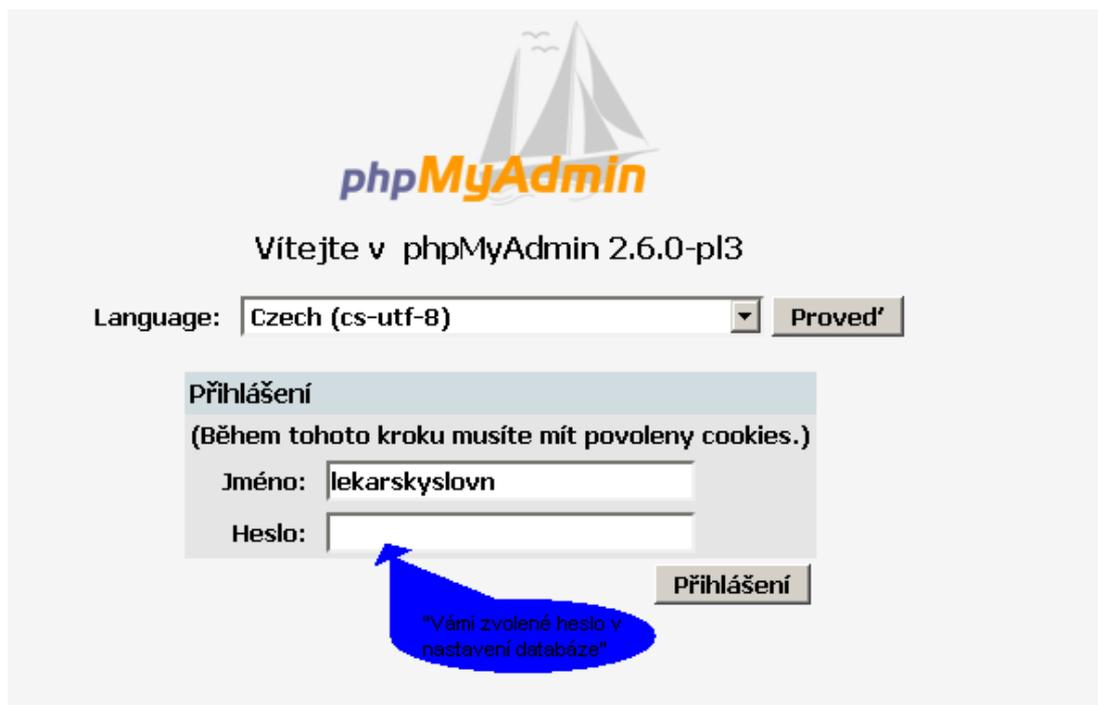 phpMyAdmin
Vítejte v phpMyAdmin 2.6.0-pl3
Language: Czech (cs-utf-8) Proveď
Přihlášení
(Během tohoto kroku musíte mít povoleny cookies.)
Jméno: lekarskyslovn
Heslo:
Přihlášení
"Vámi zvolené heslo v
nastavení databáze"